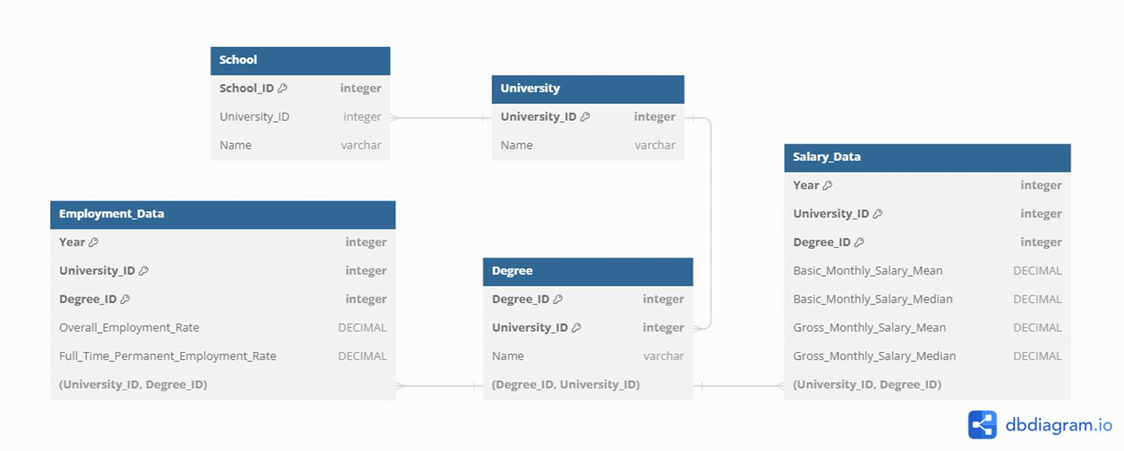 School
School_ID integer
University_ID integer
Name varchar
University
University_ID integer
Name varchar
Employment_Data
Year integer
University_ID integer
Degree_ID integer
Overall_Employment_Rate DECIMAL
Full_Time_Permanent_Employment_Rate DECIMAL
(University_ID, Degree_ID)
Degree
Degree_ID integer
University_ID integer
Name varchar
(Degree_ID, University_ID)
Salary_Data
Year integer
University_ID integer
Degree_ID integer
Basic_Monthly_Salary_Mean DECIMAL
Basic_Monthly_Salary_Median DECIMAL
Gross_Monthly_Salary_Mean DECIMAL
Gross_Monthly_Salary_Median DECIMAL
(University_ID, Degree_ID)
dbdiagram.io